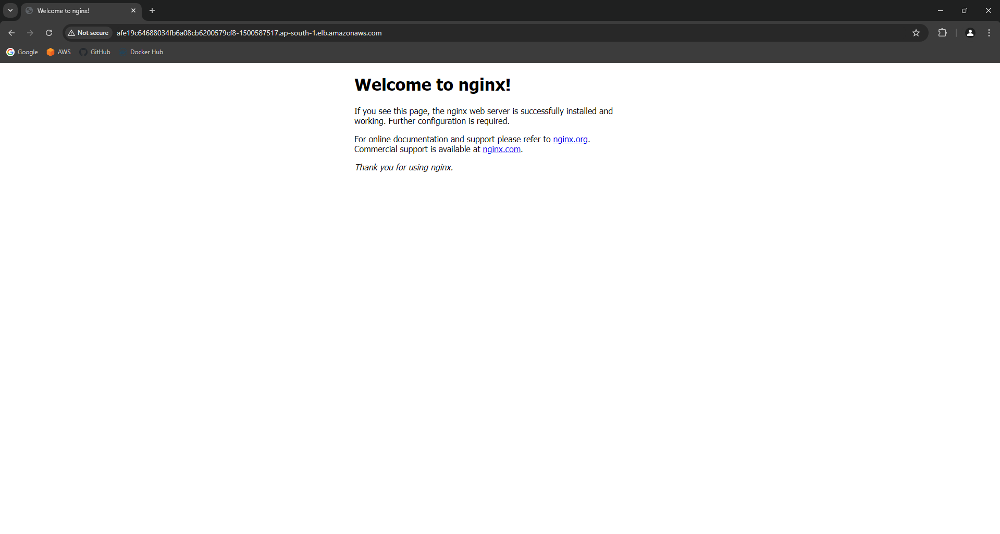 Welcome to nginx!
Not secure
afe19c64688034fb6a08cb6200579cf8-1500587517.ap-south-1.elb.amazonaws.com
Google AWS GitHub Docker Hub
Welcome to nginx!
If you see this page, the nginx web server is successfully installed and
working. Further configuration is required.
For online documentation and support please refer to nginx.org.
Commercial support is available at nginx.com.
Thank you for using nginx.